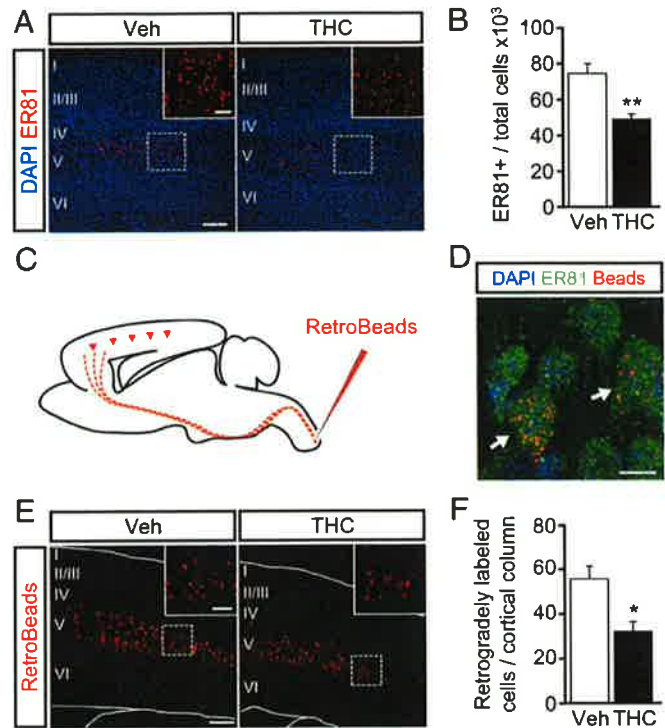 A
Veh
THC
DAPI ER81
I
II/III
IV
V
VI
I
II/III
IV
V
VI
B
ER81+ / total cells x10³
100
80
60
40
20
0
**
Veh THC
C
RetroBeads
D
DAPI ER81 Beads
E
Veh
THC
RetroBeads
I
II/III
IV
V
VI
I
II/III
IV
V
VI
F
Retrogradely labeled
cells / cortical column
80
60
40
20
0
*
Veh THC